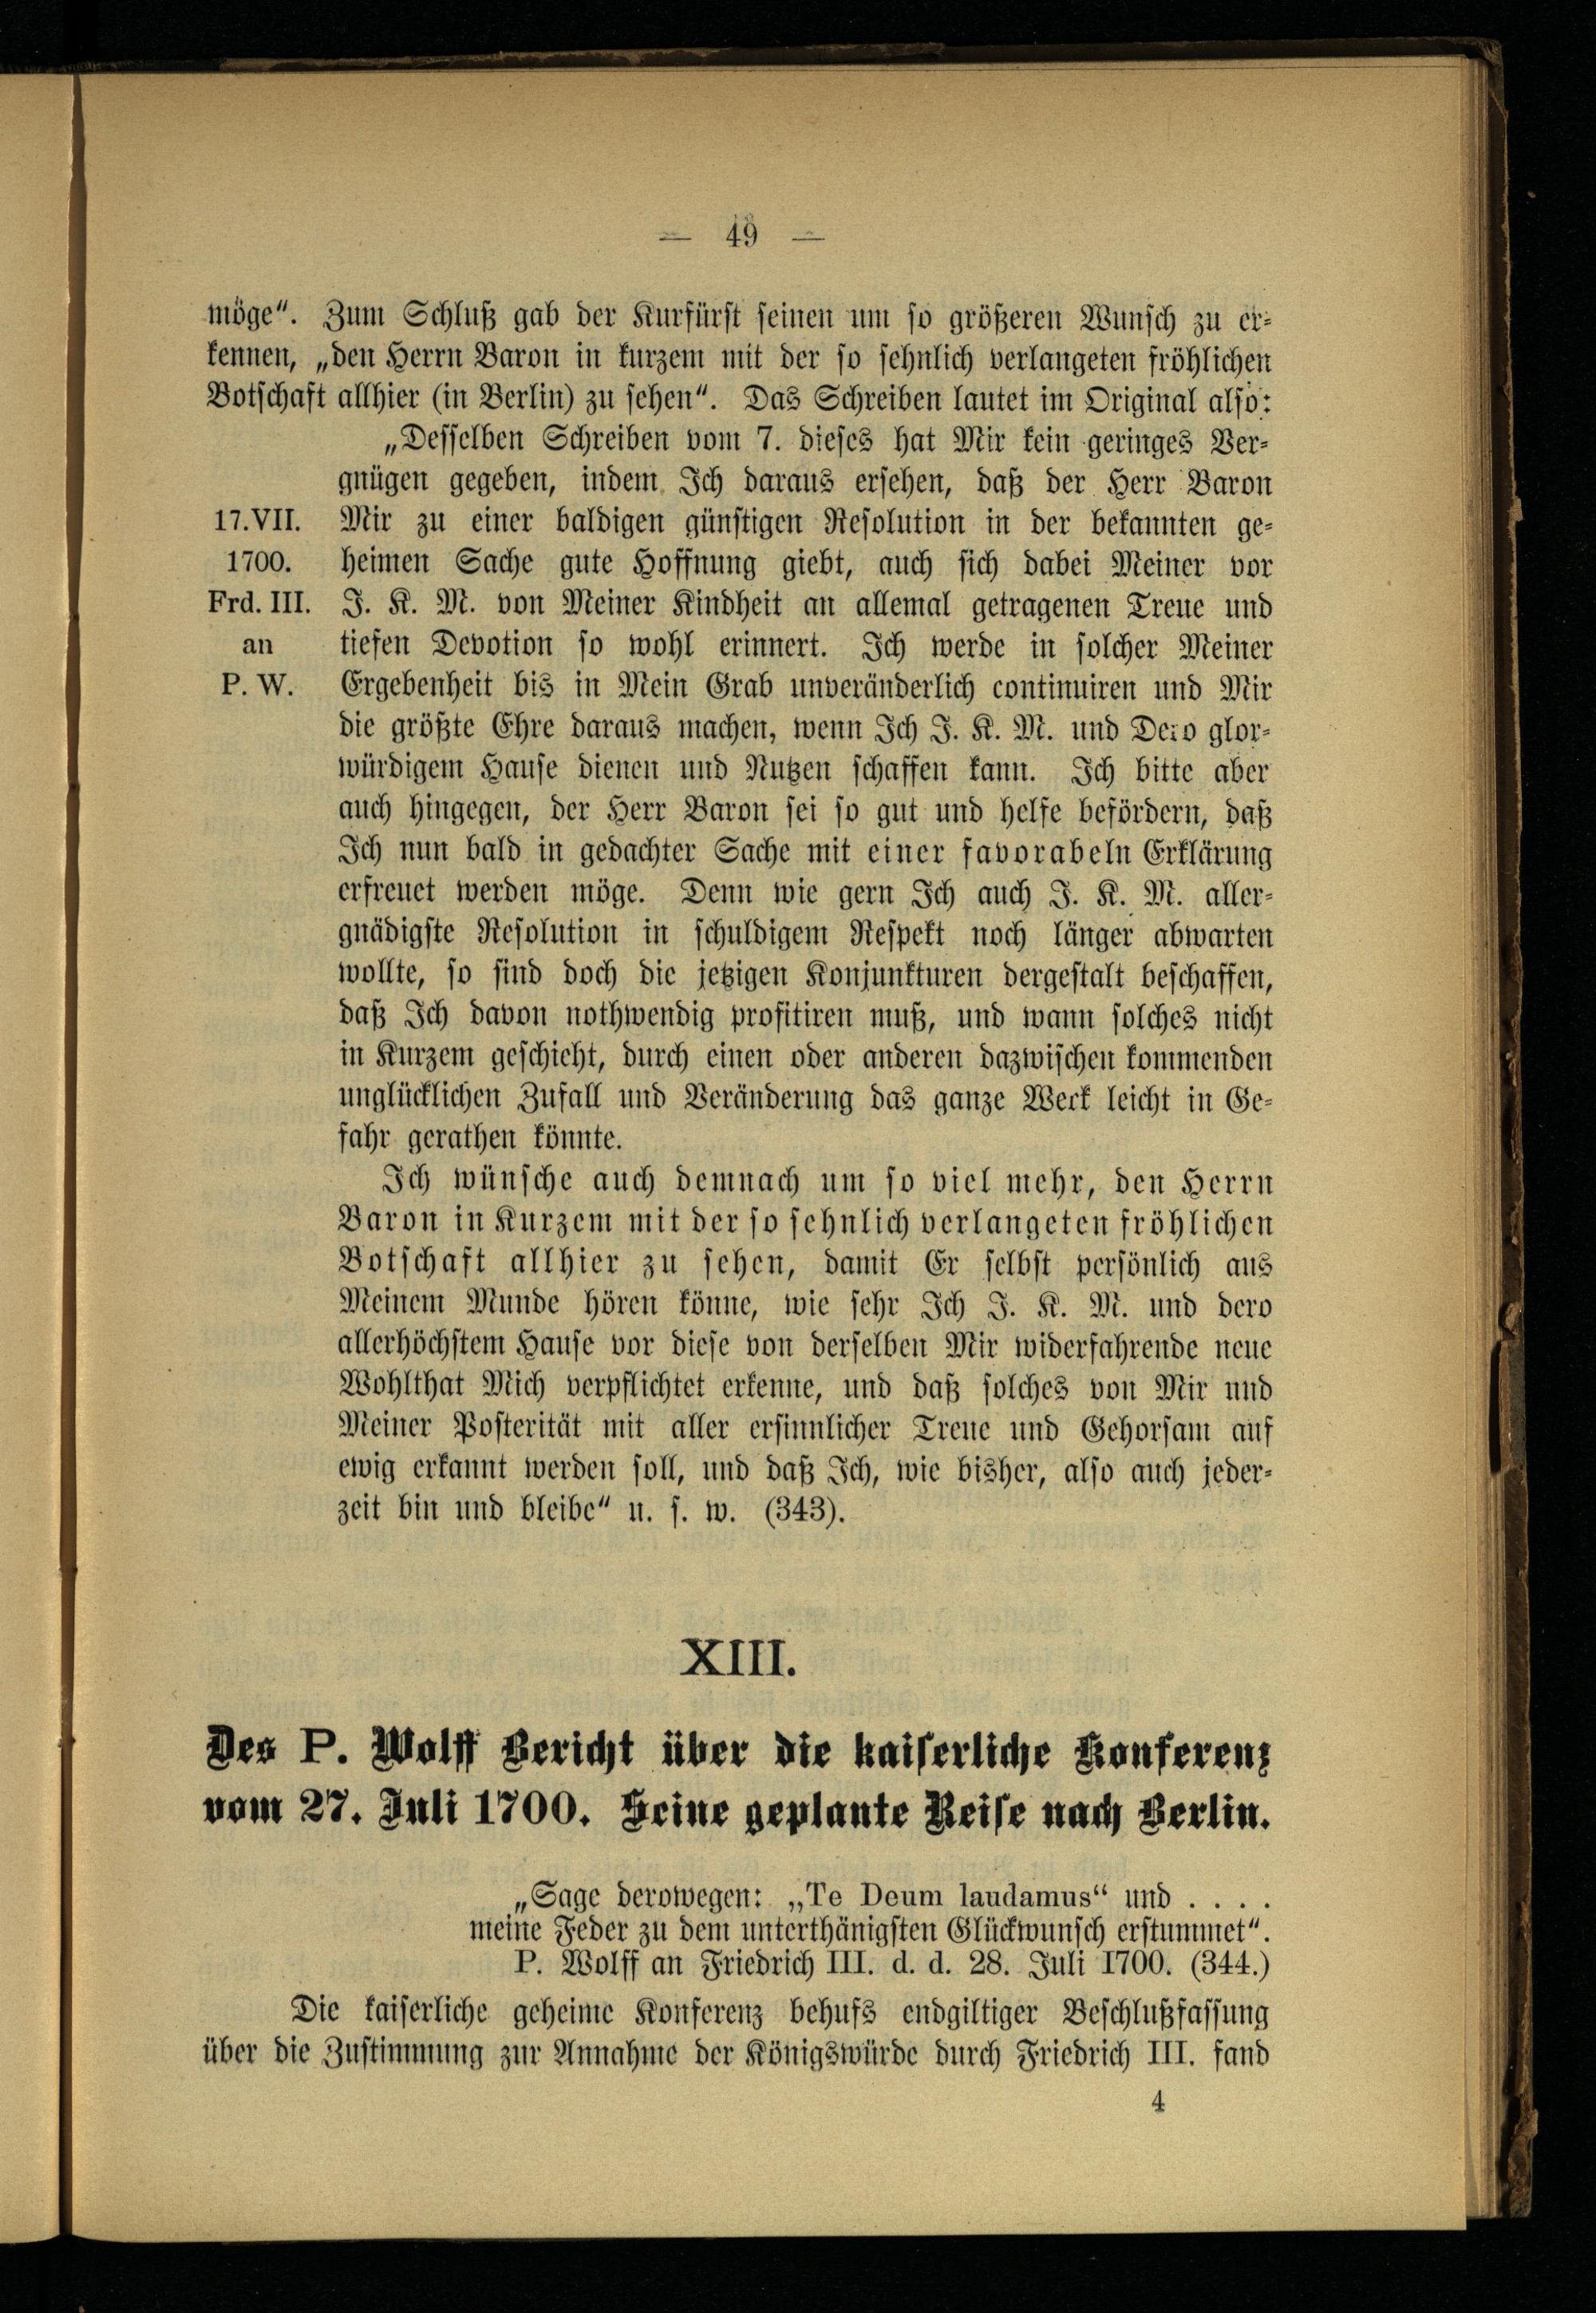 — 49 —
möge“. Zum Schluß gab der Kurfürst seinen um so größeren Wunsch zu er-
kennen, „den Herrn Baron in kurzem mit der so sehnlich verlangeten fröhlichen
Botschaft allhier (in Berlin) zu sehen“. Das Schreiben lautet im Original also:
„Desselben Schreiben vom 7. dieses hat Mir kein geringes Ver-
gnügen gegeben, indem Ich daraus ersehen, daß der Herr Baron
17.VII. Mir zu einer baldigen günstigen Resolution in der bekannten ge-
1700. heimen Sache gute Hoffnung giebt, auch sich dabei Meiner vor
Frd. III. J. K. M. von Meiner Kindheit an allemal getragenen Treue und
an tiefen Devotion so wohl erinnert. Ich werde in solcher Meiner
P. W. Ergebenheit bis in Mein Grab unveränderlich continuiren und Mir
die größte Ehre daraus machen, wenn Ich J. K. M. und Dero glor-
würdigem Hause dienen und Nutzen schaffen kann. Ich bitte aber
auch hingegen, der Herr Baron sei so gut und helfe befördern, daß
Ich nun bald in gedachter Sache mit einer favorabeln Erklärung
erfreuet werden möge. Denn wie gern Ich auch J. K. M. aller-
gnädigste Resolution in schuldigem Respekt noch länger abwarten
wollte, so sind doch die jetzigen Konjunkturen dergestalt beschaffen,
daß Ich davon nothwendig profitiren muß, und wann solches nicht
in Kurzem geschieht, durch einen oder anderen dazwischen kommenden
unglücklichen Zufall und Veränderung das ganze Werk leicht in Ge-
fahr gerathen könnte.
Ich wünsche auch demnach um so viel mehr, den Herrn
Baron in Kurzem mit der so sehnlich verlangeten fröhlichen
Botschaft allhier zu sehen, damit Er selbst persönlich aus
Meinem Munde hören könne, wie sehr Ich J. K. M. und dero
allerhöchstem Hause vor diese von derselben Mir widerfahrende neue
Wohlthat Mich verpflichtet erkenne, und daß solches von Mir und
Meiner Posterität mit aller ersinnlicher Treue und Gehorsam auf
ewig erkannt werden soll, und daß Ich, wie bisher, also auch jeder-
zeit bin und bleibe“ u. s. w. (343).
XIII.
Des P. Wolff Bericht über die kaiserliche Konferenz
vom 27. Juli 1700. Seine geplante Reise nach Berlin.
„Sage derowegen: „Te Deum laudamus“ und . . . .
meine Feder zu dem unterthänigsten Glückwunsch erstummet“.
P. Wolff an Friedrich III. d. d. 28. Juli 1700. (344.)
Die kaiserliche geheime Konferenz behufs endgiltiger Beschlußfassung
über die Zustimmung zur Annahme der Königswürde durch Friedrich III. fand
4